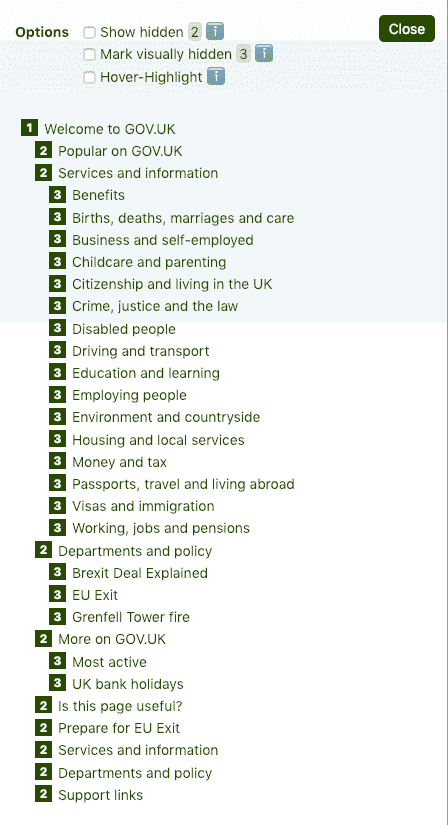 Options Show hidden 2 i Close
Mark visually hidden 3 i
Hover-Highlight i
1 Welcome to GOV.UK
2 Popular on GOV.UK
2 Services and information
3 Benefits
3 Births, deaths, marriages and care
3 Business and self-employed
3 Childcare and parenting
3 Citizenship and living in the UK
3 Crime, justice and the law
3 Disabled people
3 Driving and transport
3 Education and learning
3 Employing people
3 Environment and countryside
3 Housing and local services
3 Money and tax
3 Passports, travel and living abroad
3 Visas and immigration
3 Working, jobs and pensions
2 Departments and policy
3 Brexit Deal Explained
3 EU Exit
3 Grenfell Tower fire
2 More on GOV.UK
3 Most active
3 UK bank holidays
2 Is this page useful?
2 Prepare for EU Exit
2 Services and information
2 Departments and policy
2 Support links